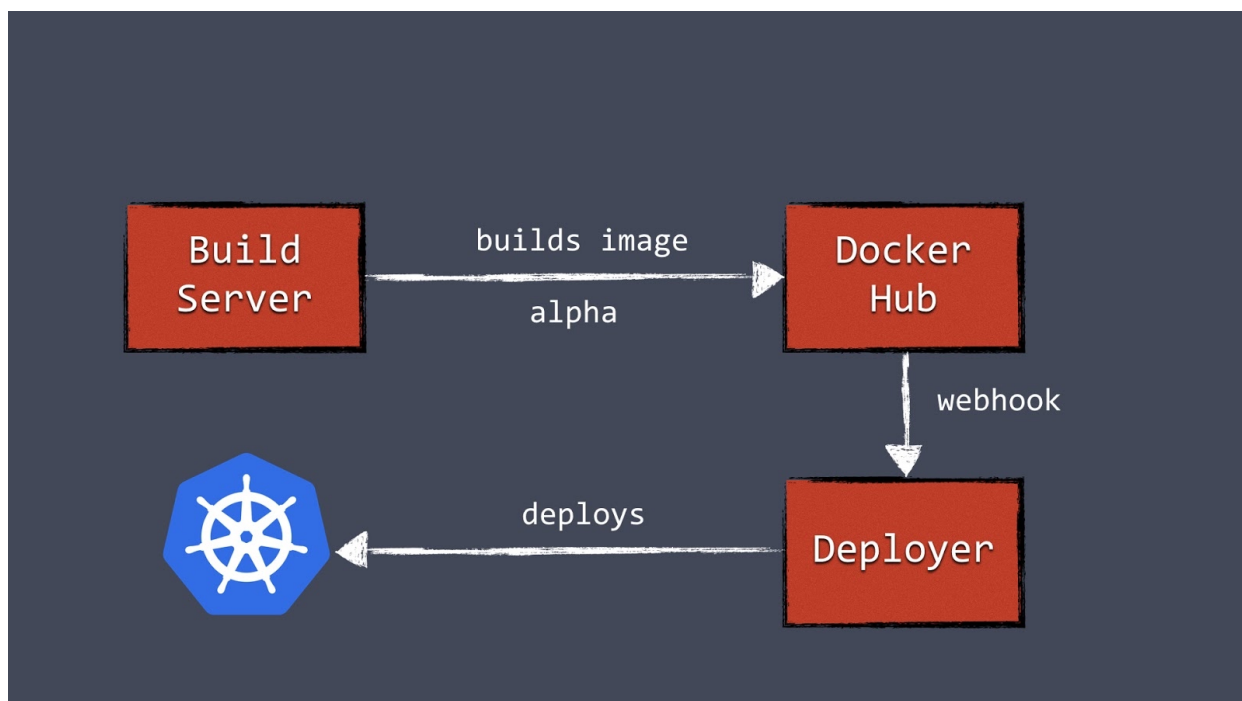 Build
Server
builds image
alpha
Docker
Hub
webhook
deploys
Deployer